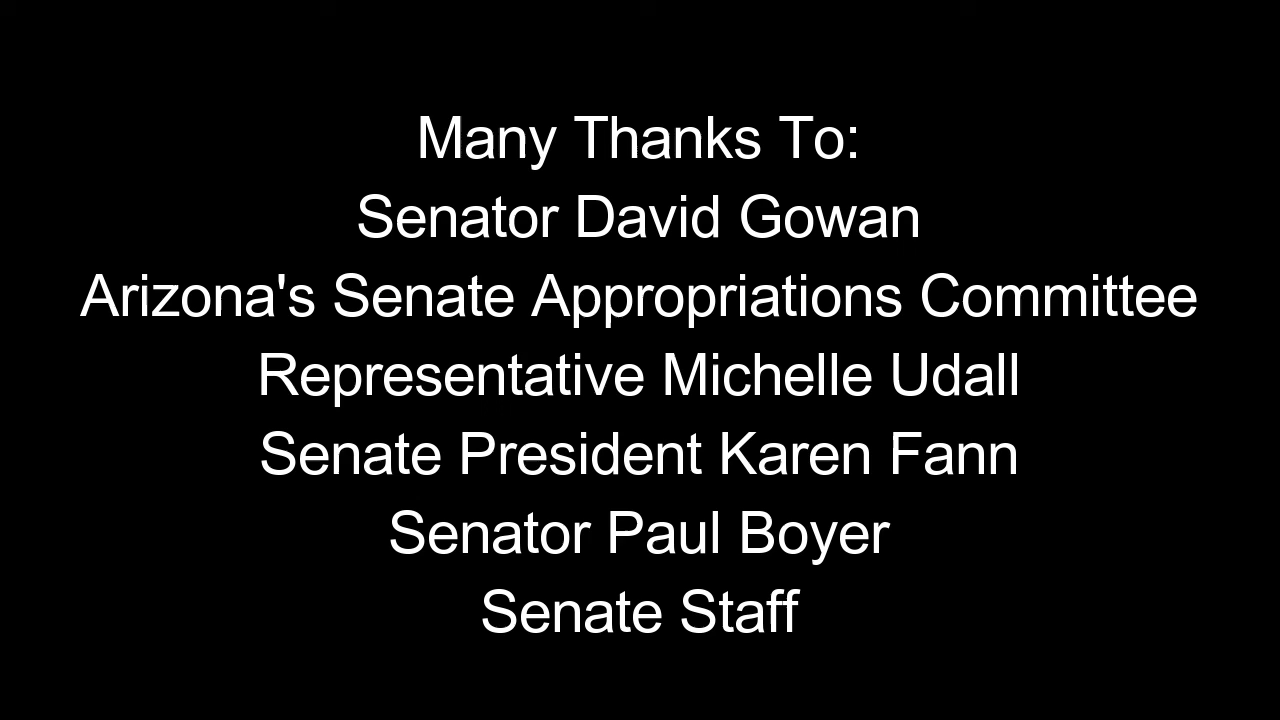 Many Thanks To:
Senator David Gowan
Arizona's Senate Appropriations Committee
Representative Michelle Udall
Senate President Karen Fann
Senator Paul Boyer
Senate Staff